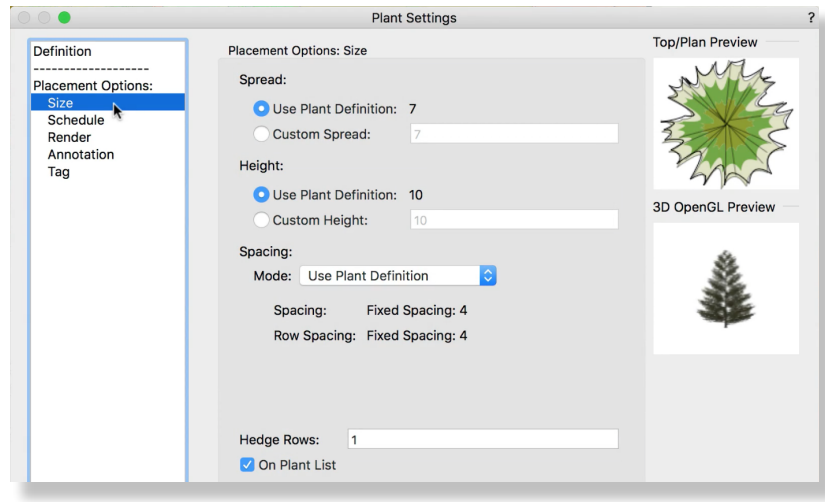 Plant Settings
?
Definition
-------------------
Placement Options:
Size
Schedule
Render
Annotation
Tag
Placement Options: Size
Spread:
Use Plant Definition: 7
Custom Spread: 7
Height:
Use Plant Definition: 10
Custom Height: 10
Spacing:
Mode: Use Plant Definition
Spacing: Fixed Spacing: 4
Row Spacing: Fixed Spacing: 4
Hedge Rows: 1
On Plant List
Top/Plan Preview
3D OpenGL Preview